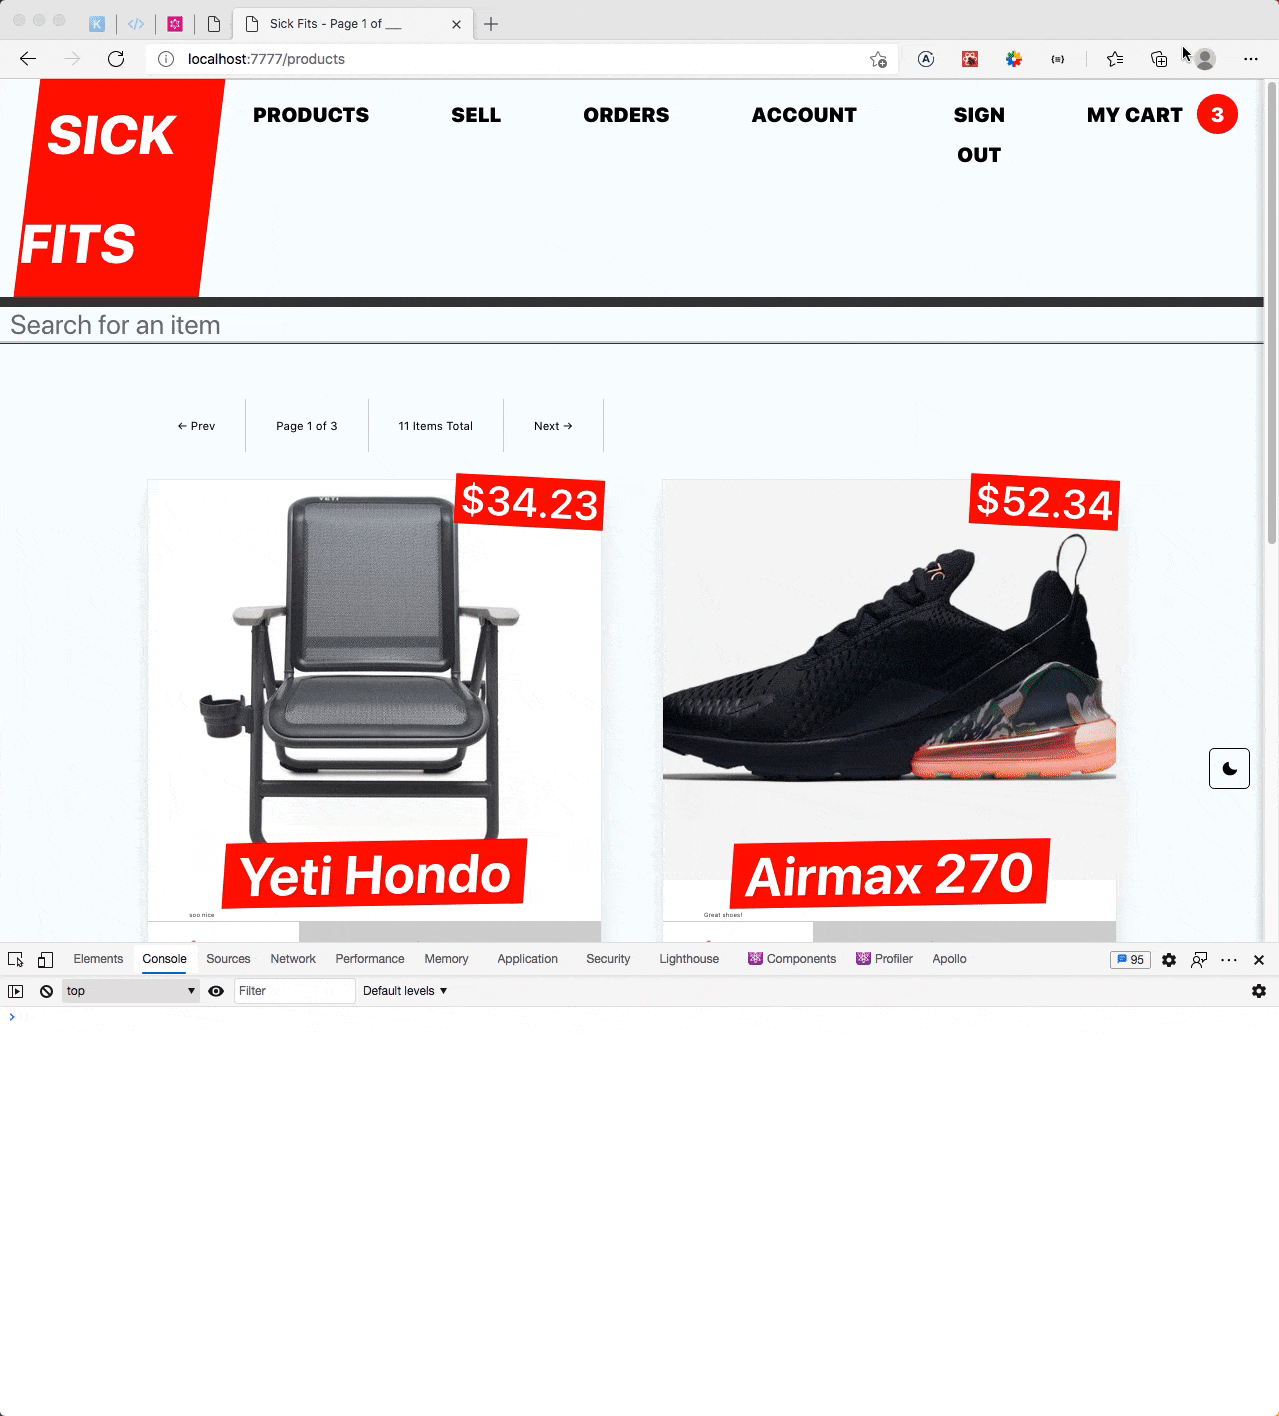 Sick Fits - Page 1 of ___
localhost:7777/products
SICK
FITS
PRODUCTS SELL ORDERS ACCOUNT SIGN OUT MY CART 3
Search for an item
← Prev Page 1 of 3 11 Items Total Next →
YETI
$34.23
$52.34
Yeti Hondo
Airmax 270
soo nice
Great shoes!
Elements Console Sources Network Performance Memory Application Security Lighthouse Components Profiler Apollo 95
top Filter Default levels